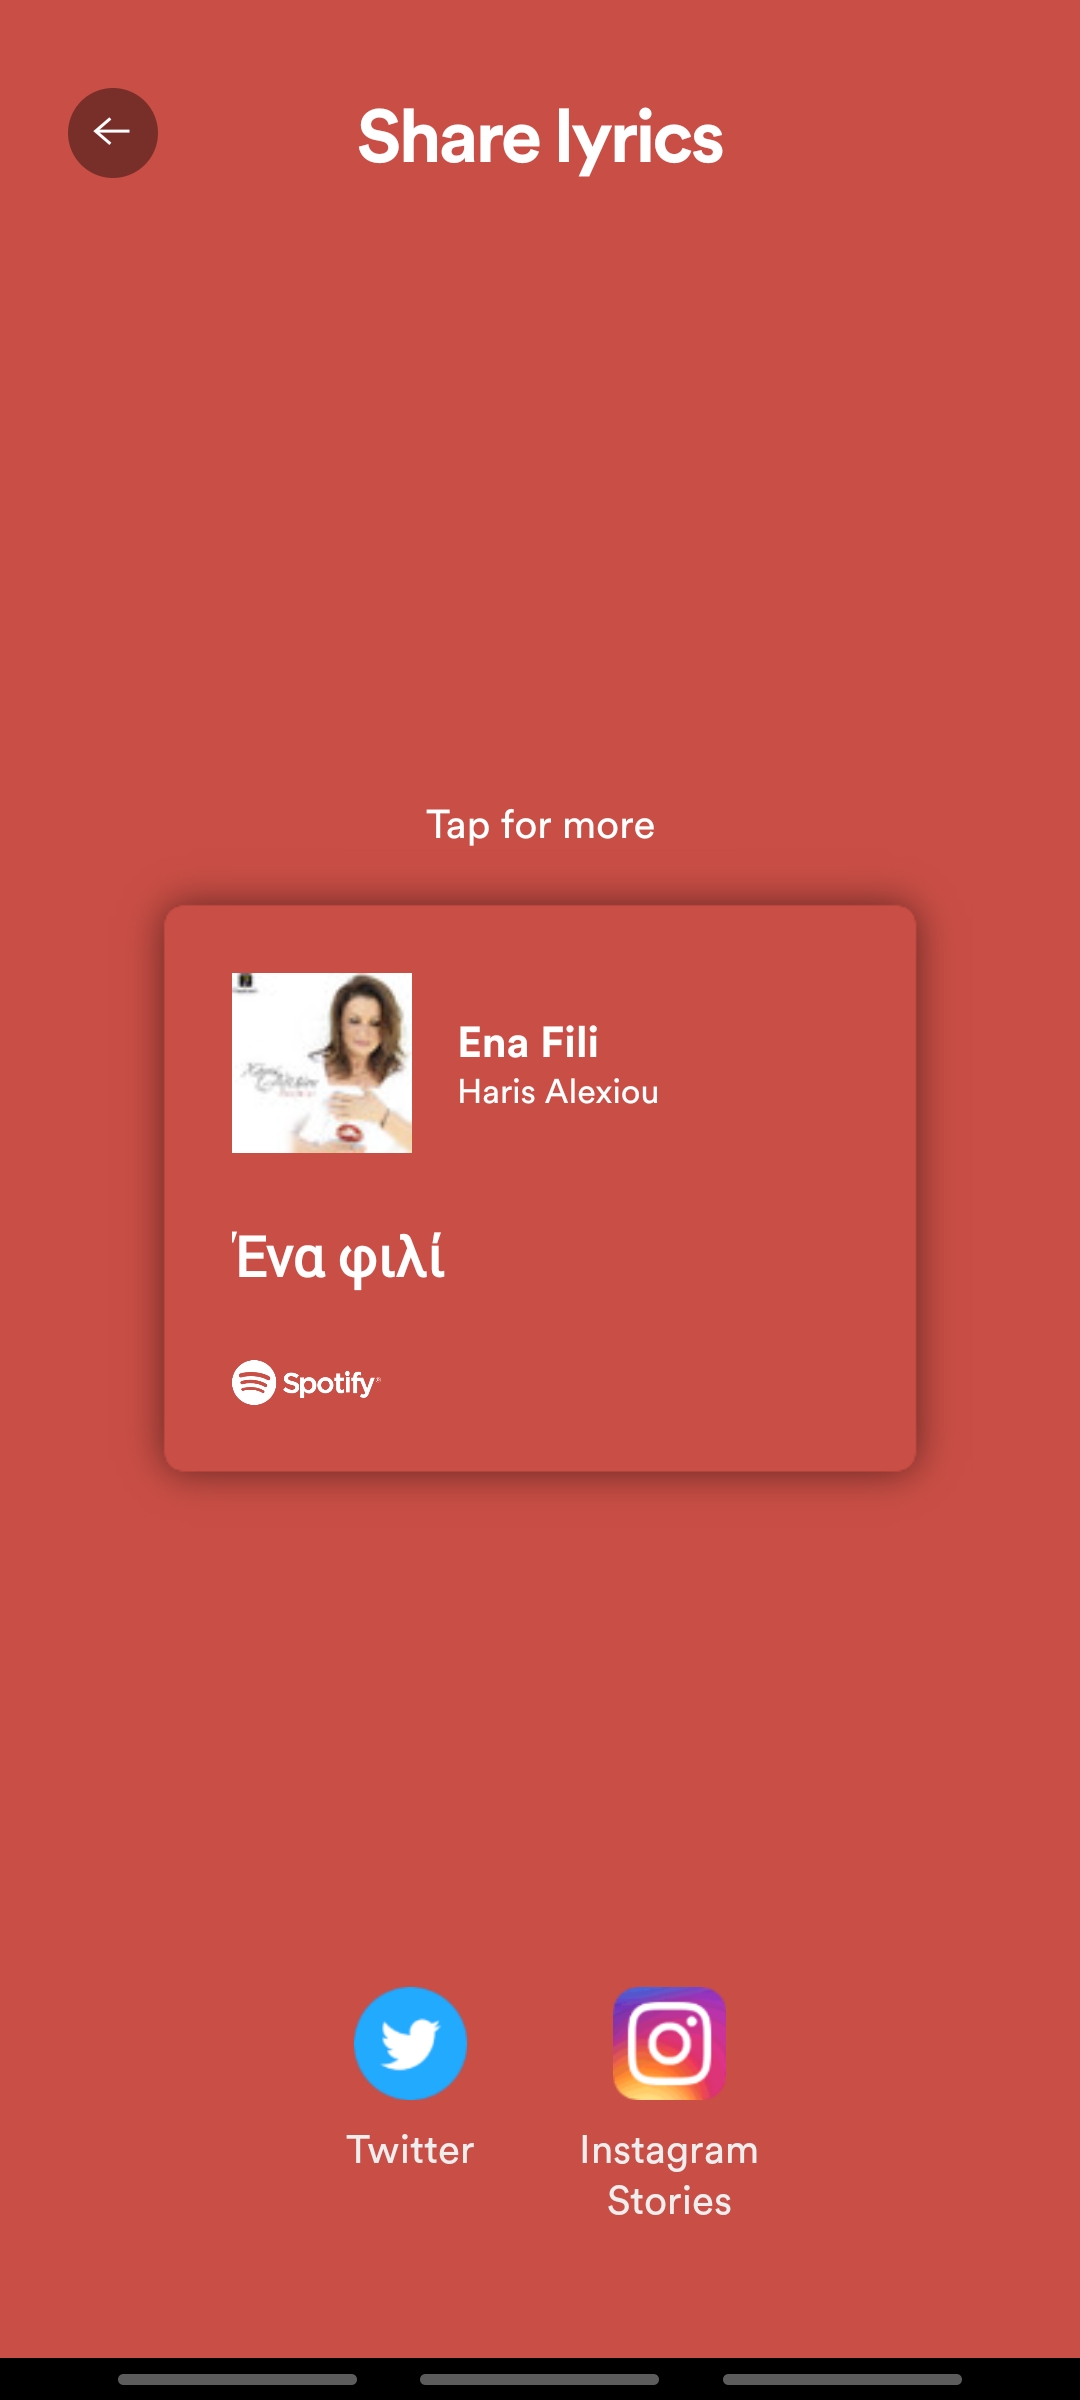 Share lyrics
Tap for more
Ena Fili
Haris Alexiou
Ένα φιλί
Spotify
Twitter
Instagram
Stories